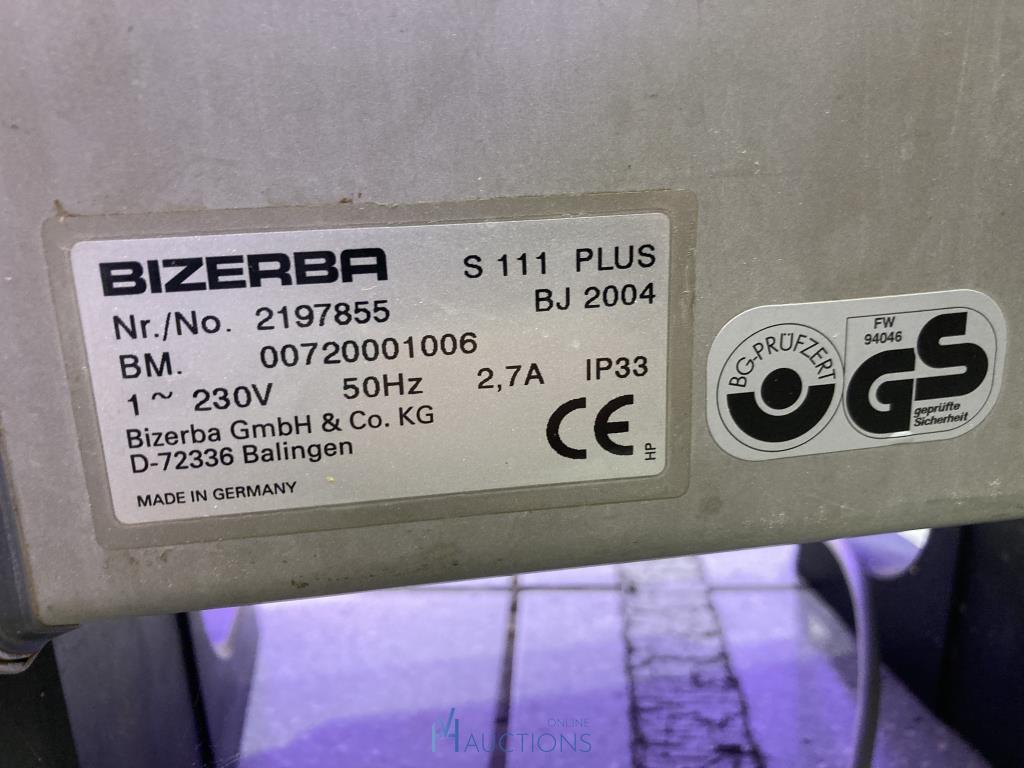 BIZERBA S 111 PLUS
Nr./No. 2197855 BJ 2004
BM. 00720001006
1~ 230V 50Hz 2,7A IP33
Bizerba GmbH & Co. KG
D-72336 Balingen
CE HP
MADE IN GERMANY
BG-PRÜFZERT
FW
94046
GS
geprüfte
Sicherheit
ONLINE
AUCTIONS